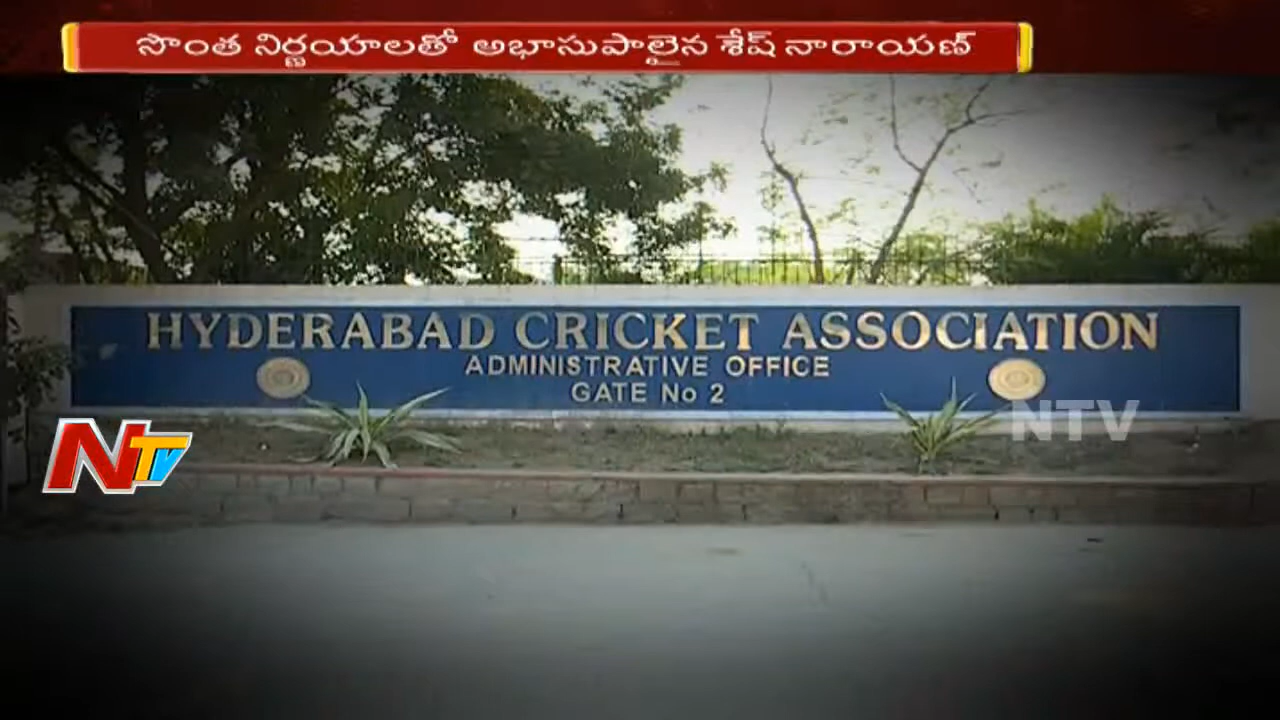 సొంత నిర్ణయాలతో అభాసుపాలైన శేష్ నారాయణ్
HYDERABAD CRICKET ASSOCIATION
ADMINISTRATIVE OFFICE
GATE No 2
NTV
NTV